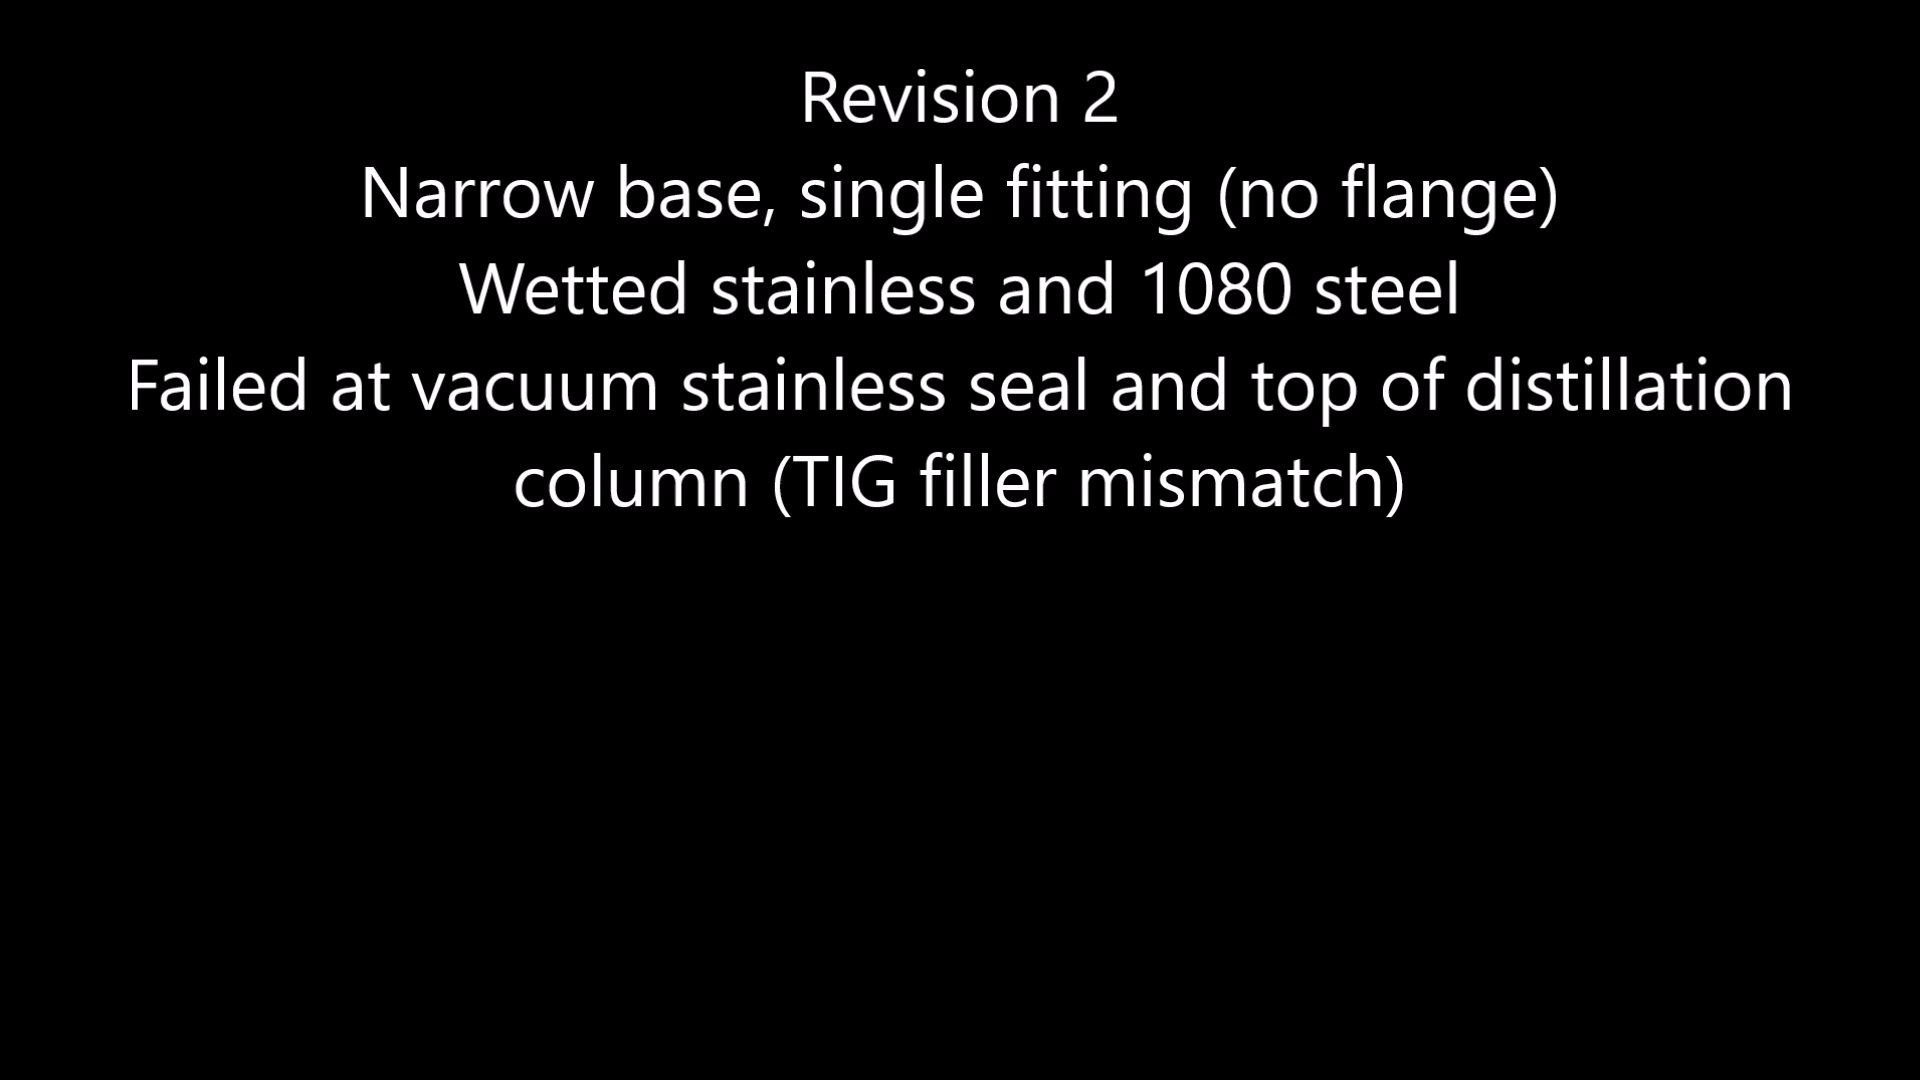 Revision 2
Narrow base, single fitting (no flange)
Wetted stainless and 1080 steel
Failed at vacuum stainless seal and top of distillation
column (TIG filler mismatch)